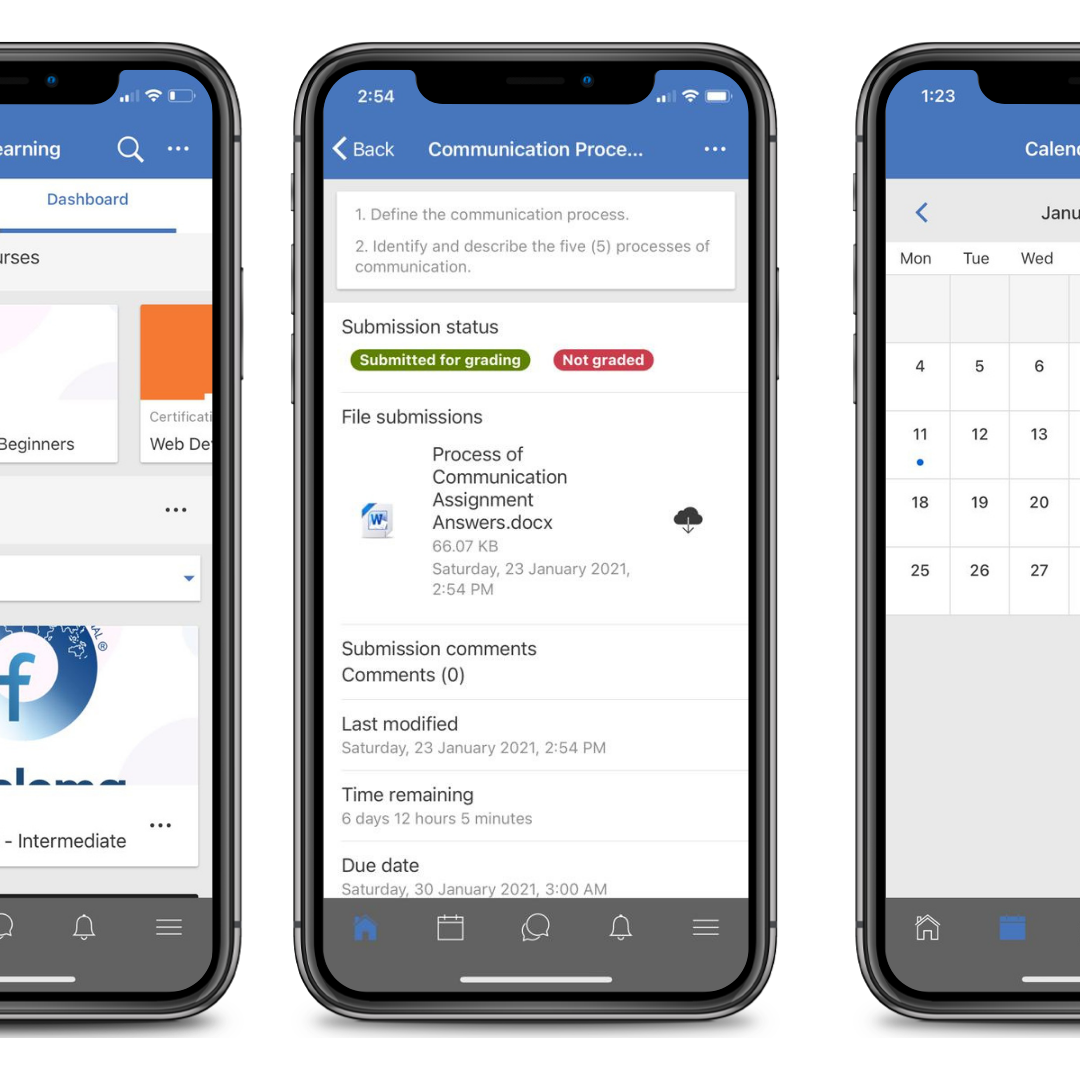 earning
Dashboard
urses
Beginners
Certificati
Web De
®
- Intermediate
2:54
Back
Communication Proce...
1. Define the communication process.
2. Identify and describe the five (5) processes of
communication.
Submission status
Submitted for grading
Not graded
File submissions
Process of
Communication
Assignment
Answers.docx
66.07 KB
Saturday, 23 January 2021,
2:54 PM
Submission comments
Comments (0)
Last modified
Saturday, 23 January 2021, 2:54 PM
Time remaining
6 days 12 hours 5 minutes
Due date
Saturday, 30 January 2021, 3:00 AM
1:23
Calen
Janu
Mon Tue Wed
4 5 6
11 12 13
18 19 20
25 26 27